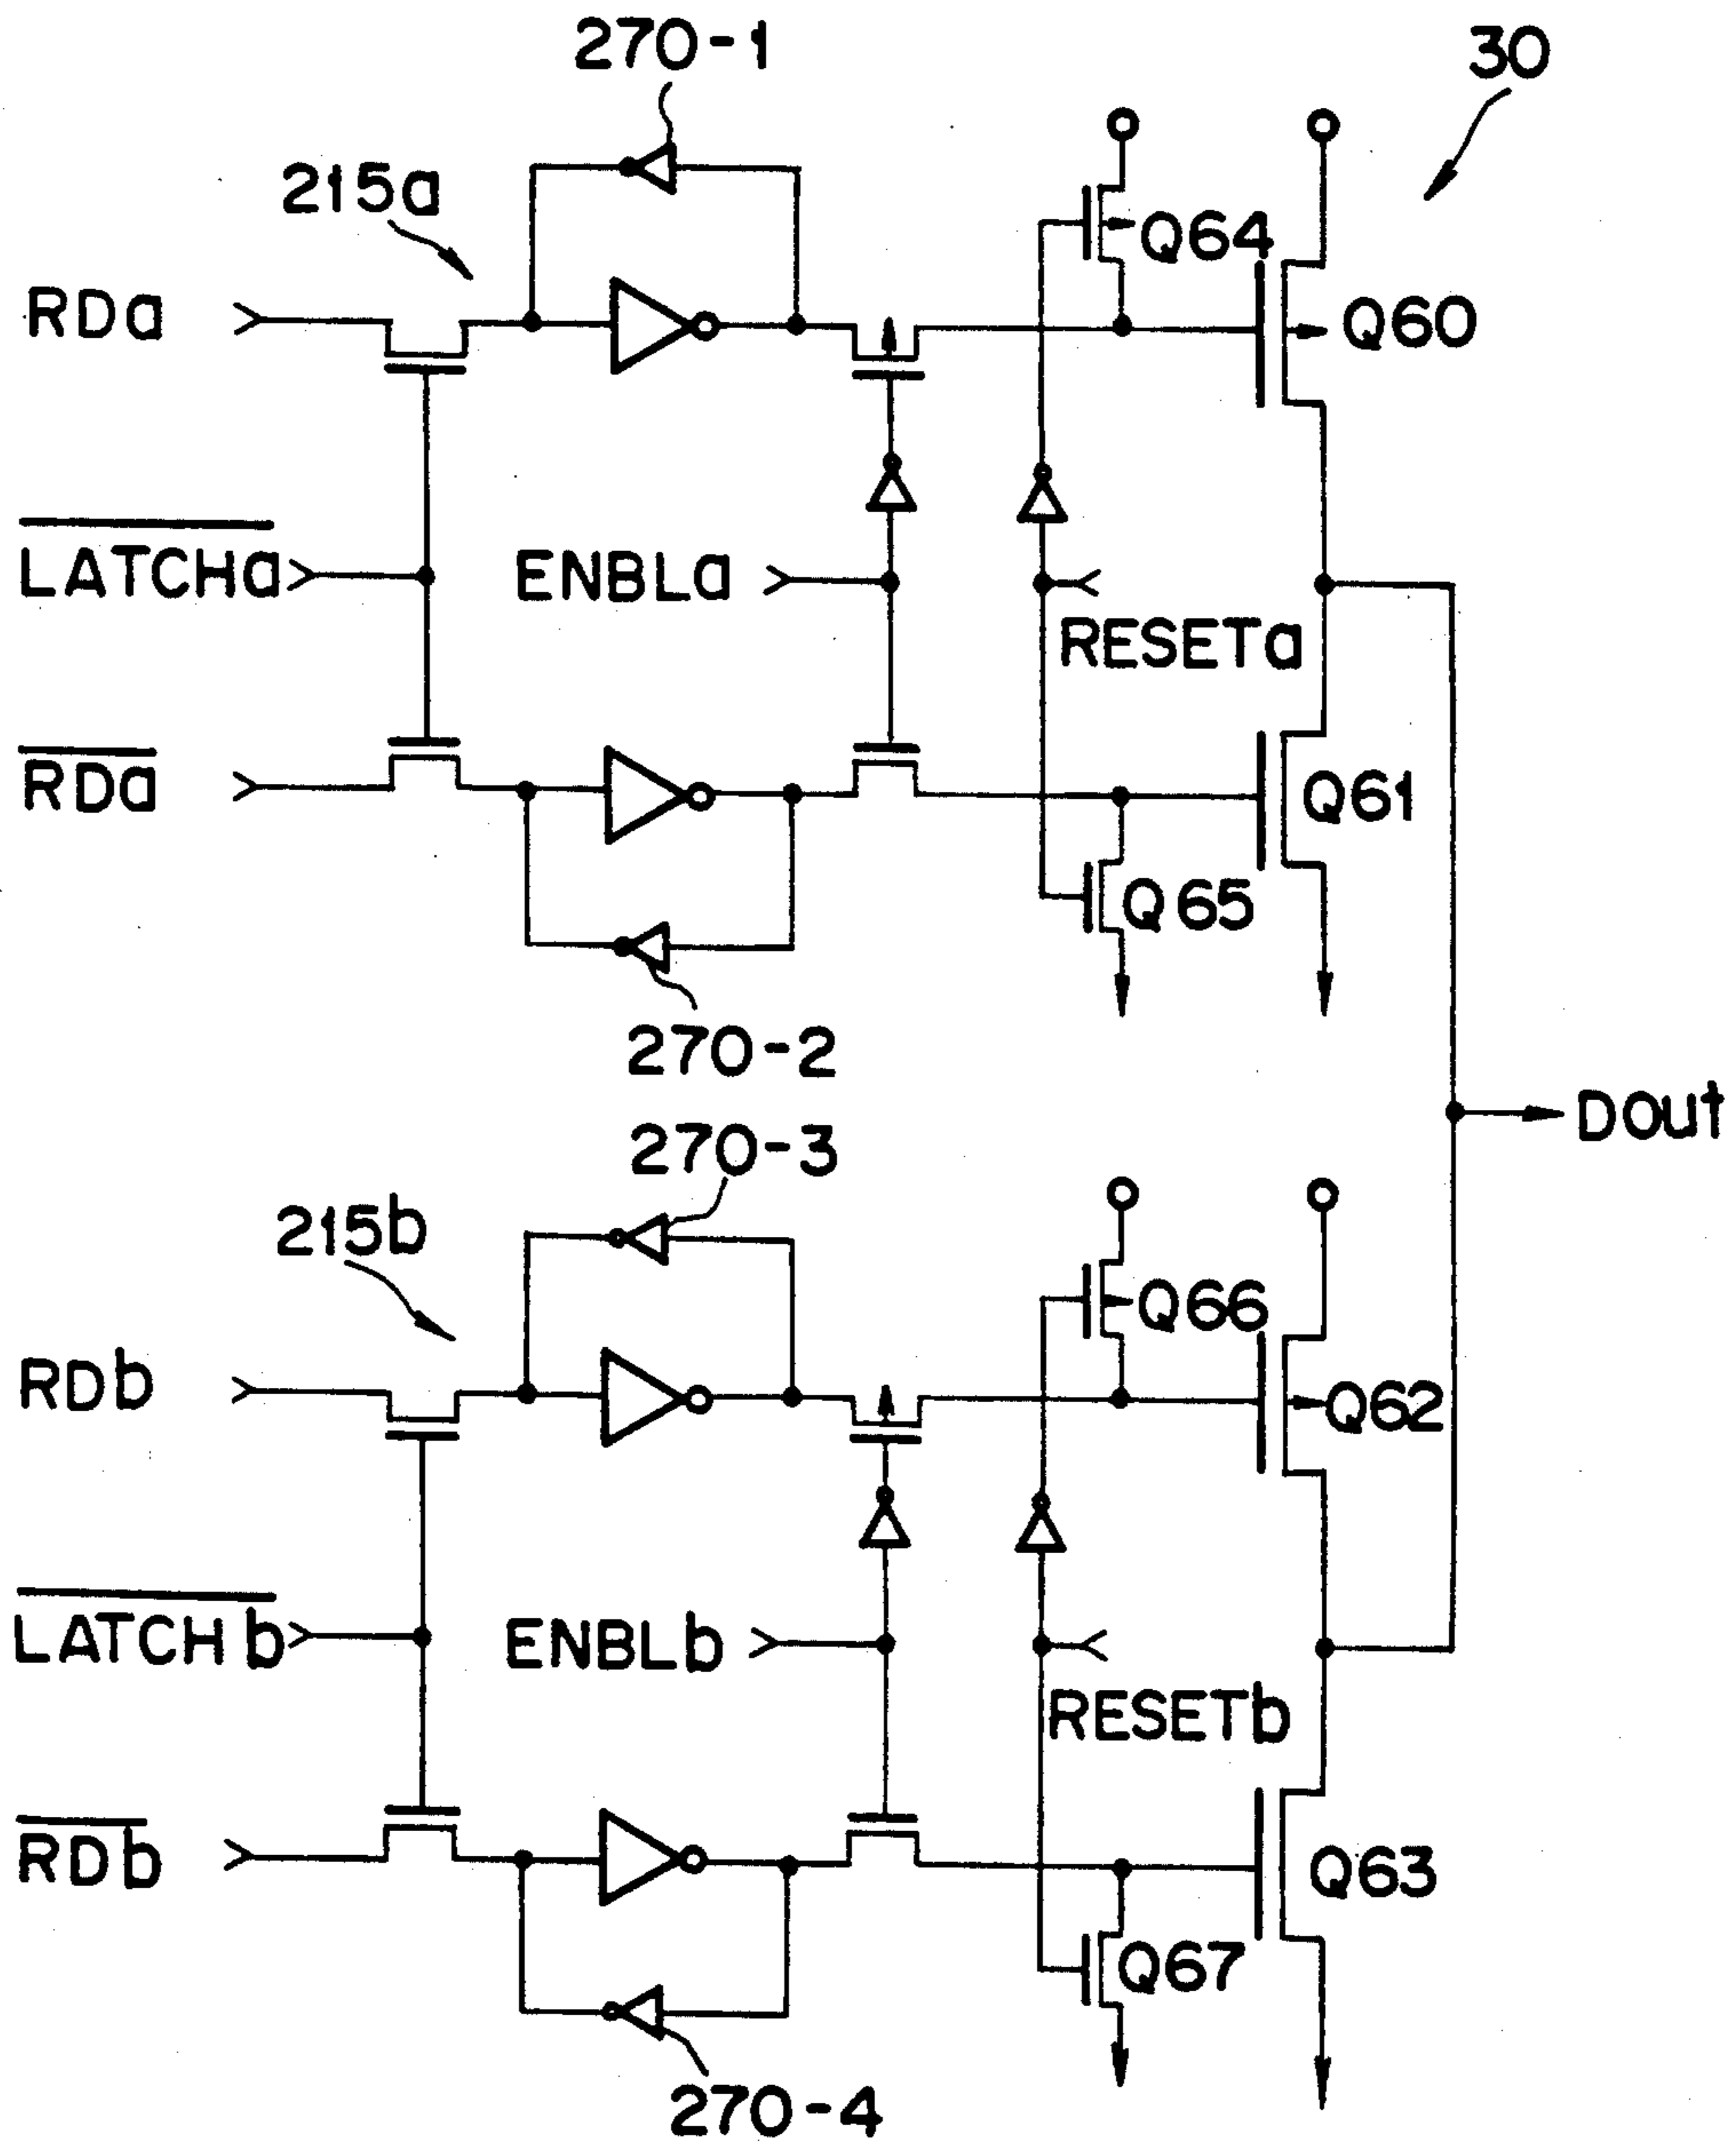 270-1
30
215a
Q64
RDa
Q60
LATCHa
ENBLa
RESETa
RDa
Q61
Q65
270-2
DOut
270-3
215b
Q66
RDb
Q62
LATCHb
ENBLb
RESETb
RDb
Q63
Q67
270-4